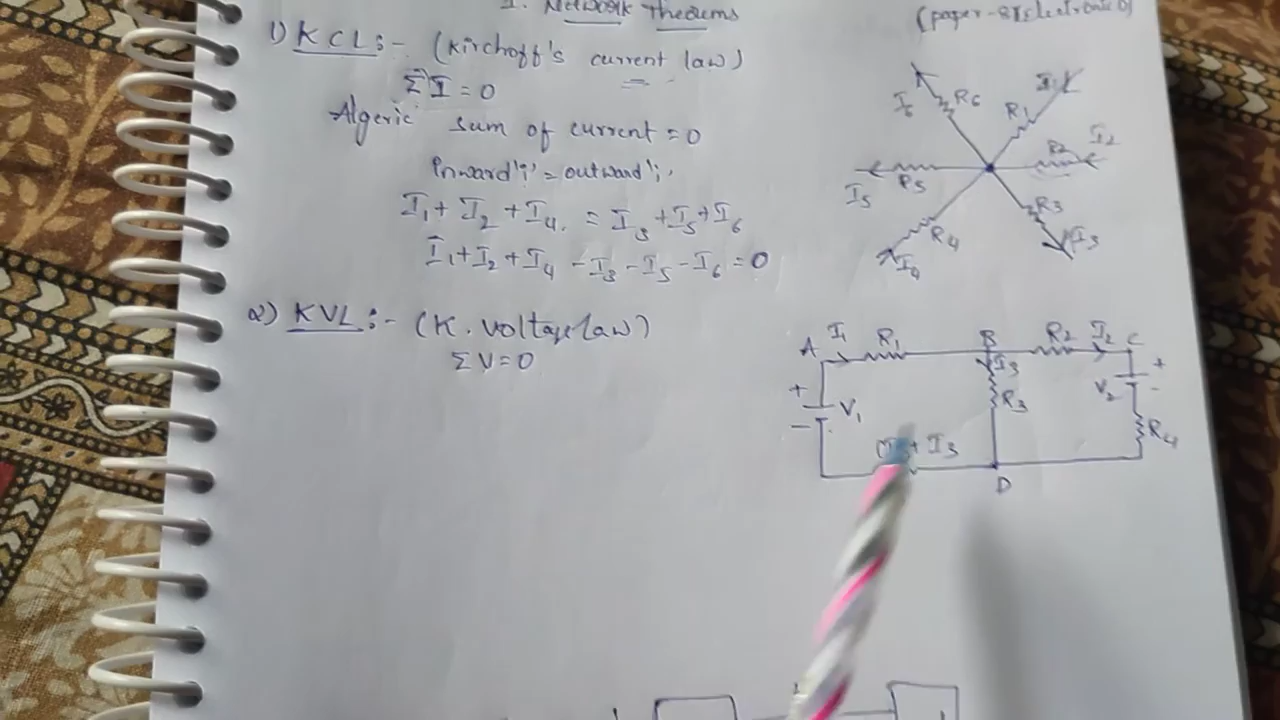 1. Network Theorems
(paper-8 Electronics)
1) KCL:- (Kirchoff's current law)
ΣI = 0
Algeric Sum of current = 0
Inward 'i' = outward 'i'
I1 + I2 + I4 = I3 + I5 + I6
I1 + I2 + I4 - I3 - I5 - I6 = 0
I6 R6 R1 I1
R2 I2
I5 R5
R3 I3
R4 I4
2) KVL:- (K. voltage law)
ΣV = 0
A I1 R1 B R2 I2 C
I3 R3
+ - V1
V2 + -
R4
I3
D